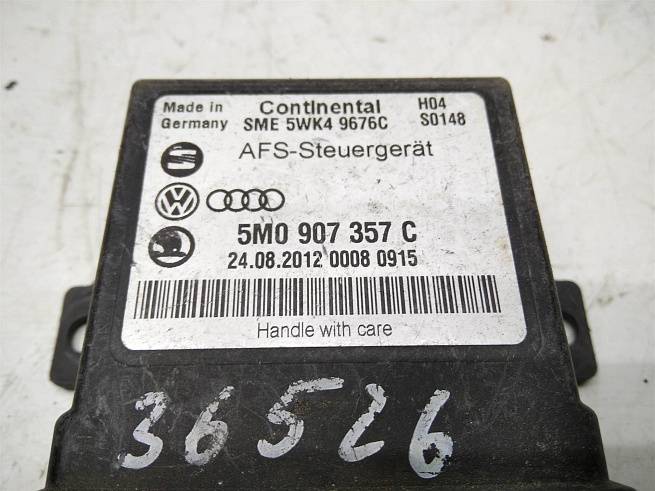 Made in Germany
Continental
SME 5WK4 9676C
H04
S0148
AFS-Steuergerät
5M0 907 357 C
24.08.2012 0008 0915
Handle with care
36526